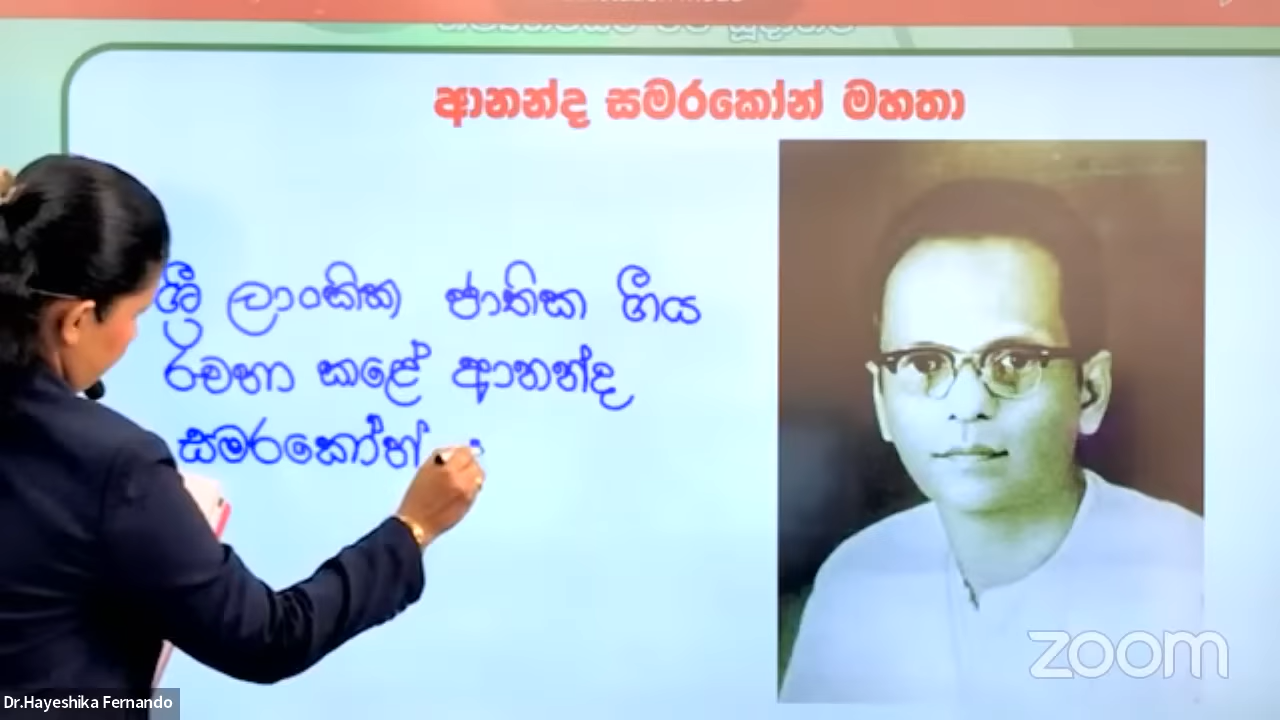 ආනන්ද සමරකෝන් මහතා
ශ්‍රී ලාංකික ජාතික ගීය
රචනා කළේ ආනන්ද
සමරකෝන්
zoom
Dr.Hayeshika Fernando